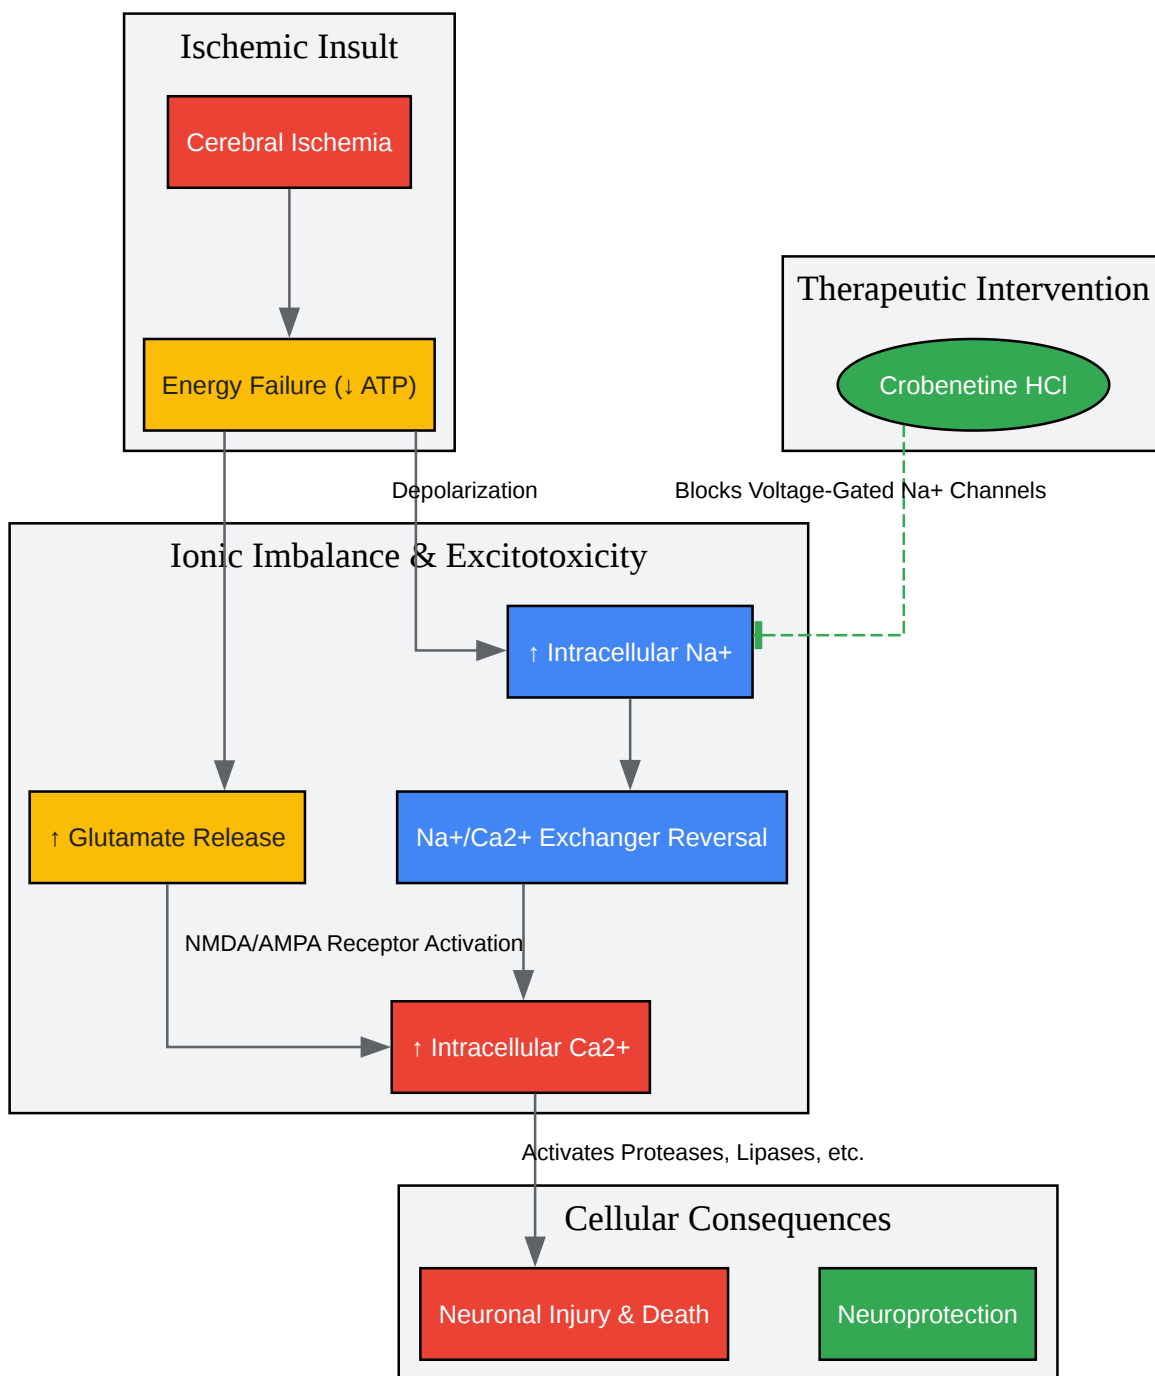 Ischemic Insult
Cerebral Ischemia
Therapeutic Intervention
Energy Failure (↓ ATP)
Crobenetine HCl
Depolarization
Blocks Voltage-Gated Na+ Channels
Ionic Imbalance & Excitotoxicity
↑ Intracellular Na+
↑ Glutamate Release
Na+/Ca2+ Exchanger Reversal
NMDA/AMPA Receptor Activation
↑ Intracellular Ca2+
Activates Proteases, Lipases, etc.
Cellular Consequences
Neuronal Injury & Death
Neuroprotection